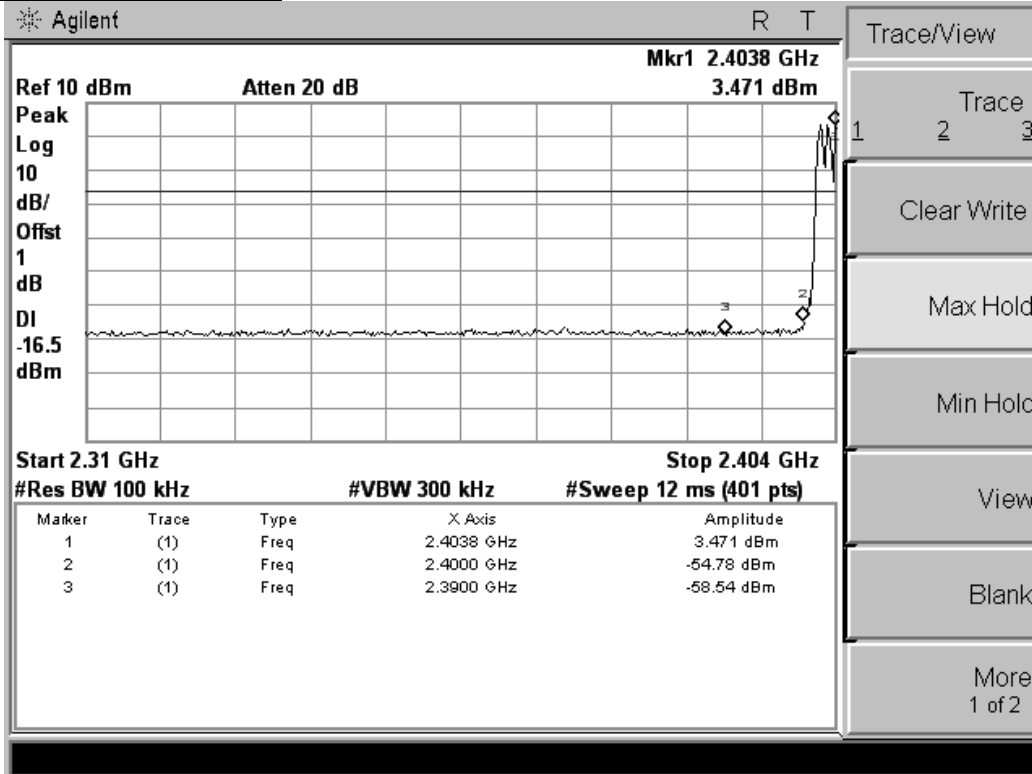 Agilent R T
Mkr1 2.4038 GHz
Ref 10 dBm Atten 20 dB 3.471 dBm
Peak
Log
10
dB/
Offst
1
dB
DI
-16.5
dBm
3
2
Start 2.31 GHz Stop 2.404 GHz
#Res BW 100 kHz #VBW 300 kHz #Sweep 12 ms (401 pts)
Marker Trace Type X Axis Amplitude
1 (1) Freq 2.4038 GHz 3.471 dBm
2 (1) Freq 2.4000 GHz -54.78 dBm
3 (1) Freq 2.3900 GHz -58.54 dBm
Trace/View
Trace
1 2 3
Clear Write
Max Hold
Min Hold
View
Blank
More
1 of 2